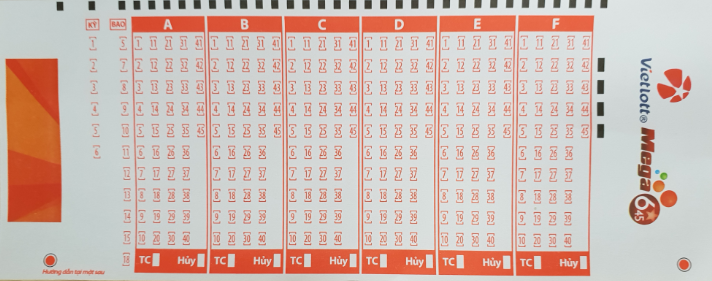 KỲ BAO A B C D E F
1 5 1 11 21 31 41 1 11 21 31 41 1 11 21 31 41 1 11 21 31 41 1 11 21 31 41 1 11 21 31 41
2 7 2 12 22 32 42 2 12 22 32 42 2 12 22 32 42 2 12 22 32 42 2 12 22 32 42 2 12 22 32 42
3 8 3 13 23 33 43 3 13 23 33 43 3 13 23 33 43 3 13 23 33 43 3 13 23 33 43 3 13 23 33 43
4 9 4 14 24 34 44 4 14 24 34 44 4 14 24 34 44 4 14 24 34 44 4 14 24 34 44 4 14 24 34 44
5 10 5 15 25 35 45 5 15 25 35 45 5 15 25 35 45 5 15 25 35 45 5 15 25 35 45 5 15 25 35 45
6 11 6 16 26 36 6 16 26 36 6 16 26 36 6 16 26 36 6 16 26 36 6 16 26 36
12 7 17 27 37 7 17 27 37 7 17 27 37 7 17 27 37 7 17 27 37 7 17 27 37
13 8 18 28 38 8 18 28 38 8 18 28 38 8 18 28 38 8 18 28 38 8 18 28 38
14 9 19 29 39 9 19 29 39 9 19 29 39 9 19 29 39 9 19 29 39 9 19 29 39
15 10 20 30 40 10 20 30 40 10 20 30 40 10 20 30 40 10 20 30 40 10 20 30 40
18 TC Hủy TC Hủy TC Hủy TC Hủy TC Hủy TC Hủy
Hướng dẫn tại mặt sau
Vietlott®
Mega
6/45